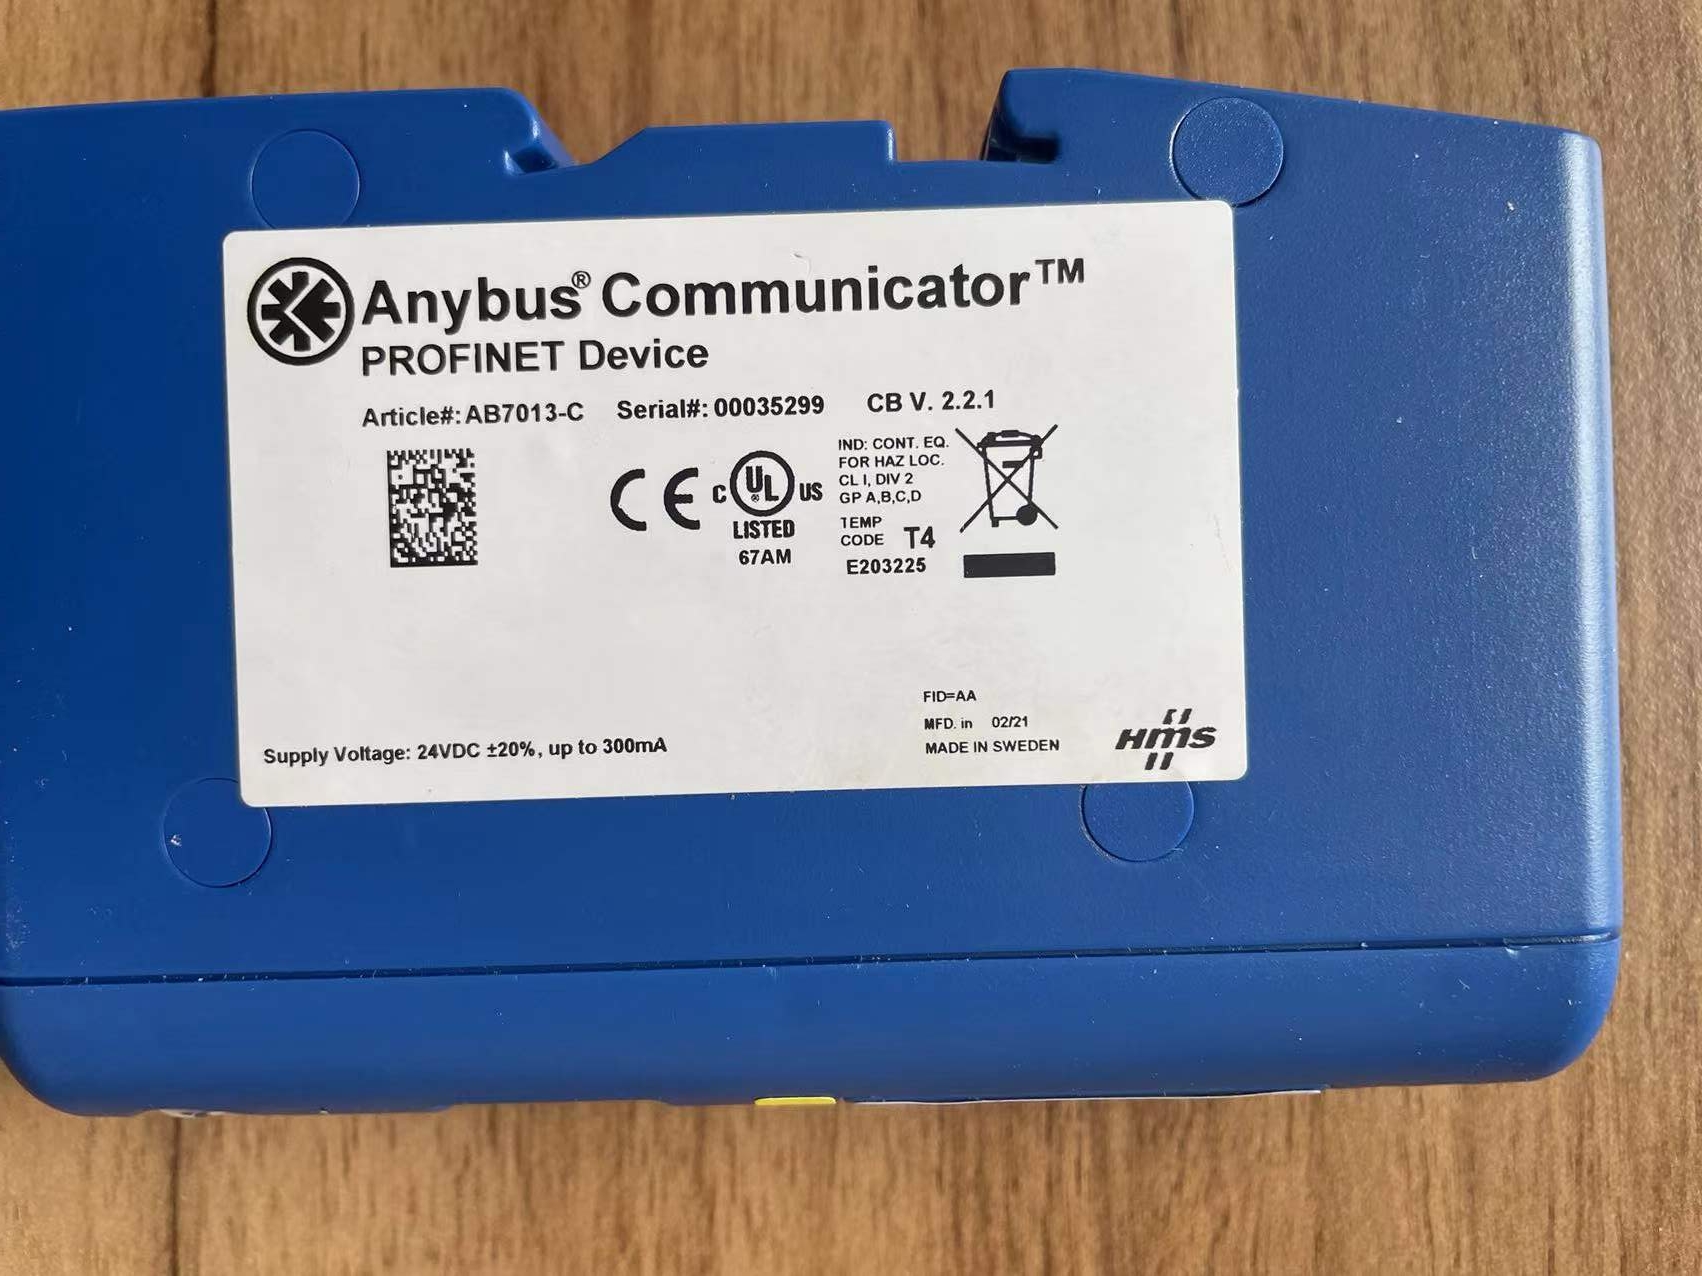 Anybus® Communicator™
PROFINET Device
Article#: AB7013-C Serial#: 00035299 CB V. 2.2.1
CE
C UL ® US
LISTED
67AM
IND: CONT. EQ.
FOR HAZ LOC.
CL I, DIV 2
GP A,B,C,D
TEMP
CODE T4
E203225
FID=AA
MFD. in 02/21
MADE IN SWEDEN
Supply Voltage: 24VDC ±20%, up to 300mA
HMS